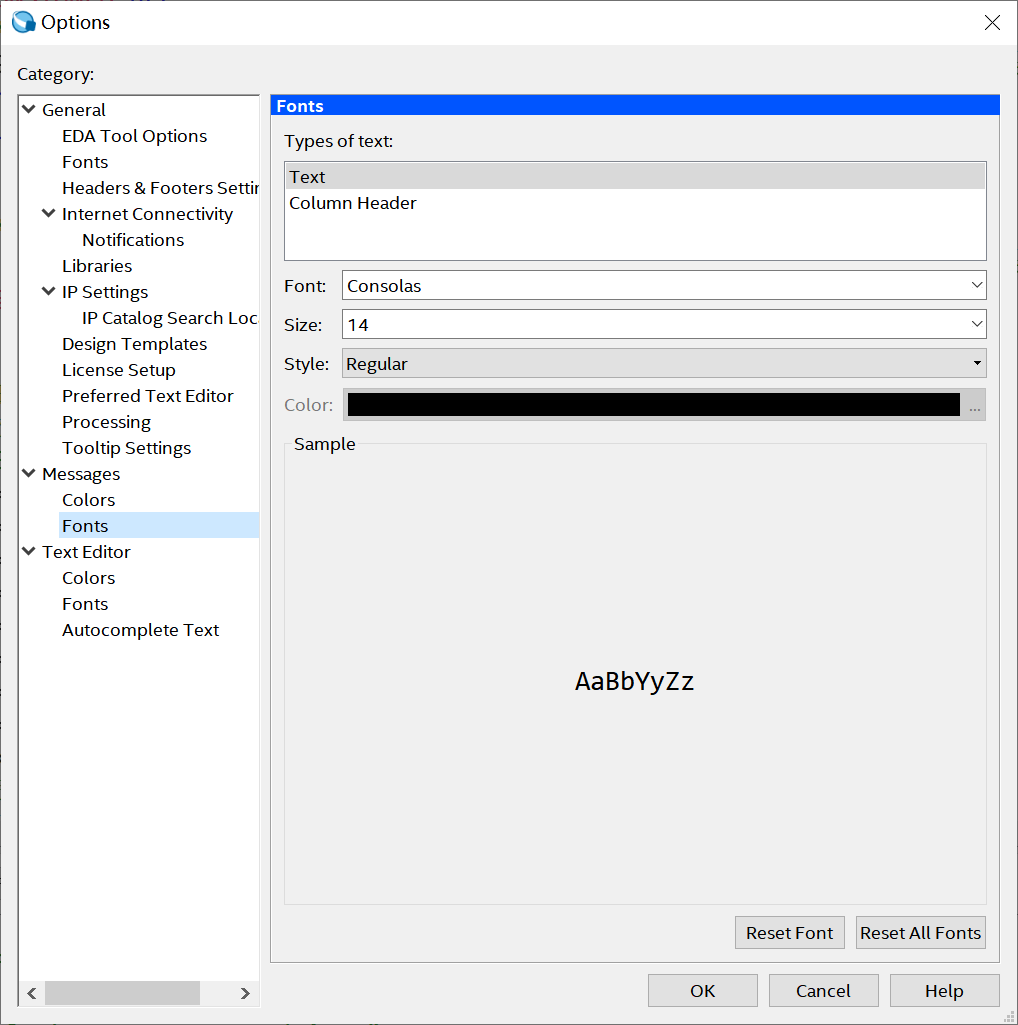 Options
Category:
General
EDA Tool Options
Fonts
Headers & Footers Settin
Internet Connectivity
Notifications
Libraries
IP Settings
IP Catalog Search Loc
Design Templates
License Setup
Preferred Text Editor
Processing
Tooltip Settings
Messages
Colors
Fonts
Text Editor
Colors
Fonts
Autocomplete Text
Fonts
Types of text:
Text
Column Header
Font: Consolas
Size: 14
Style: Regular
Color: ...
Sample
AaBbYyZz
Reset Font Reset All Fonts
OK Cancel Help